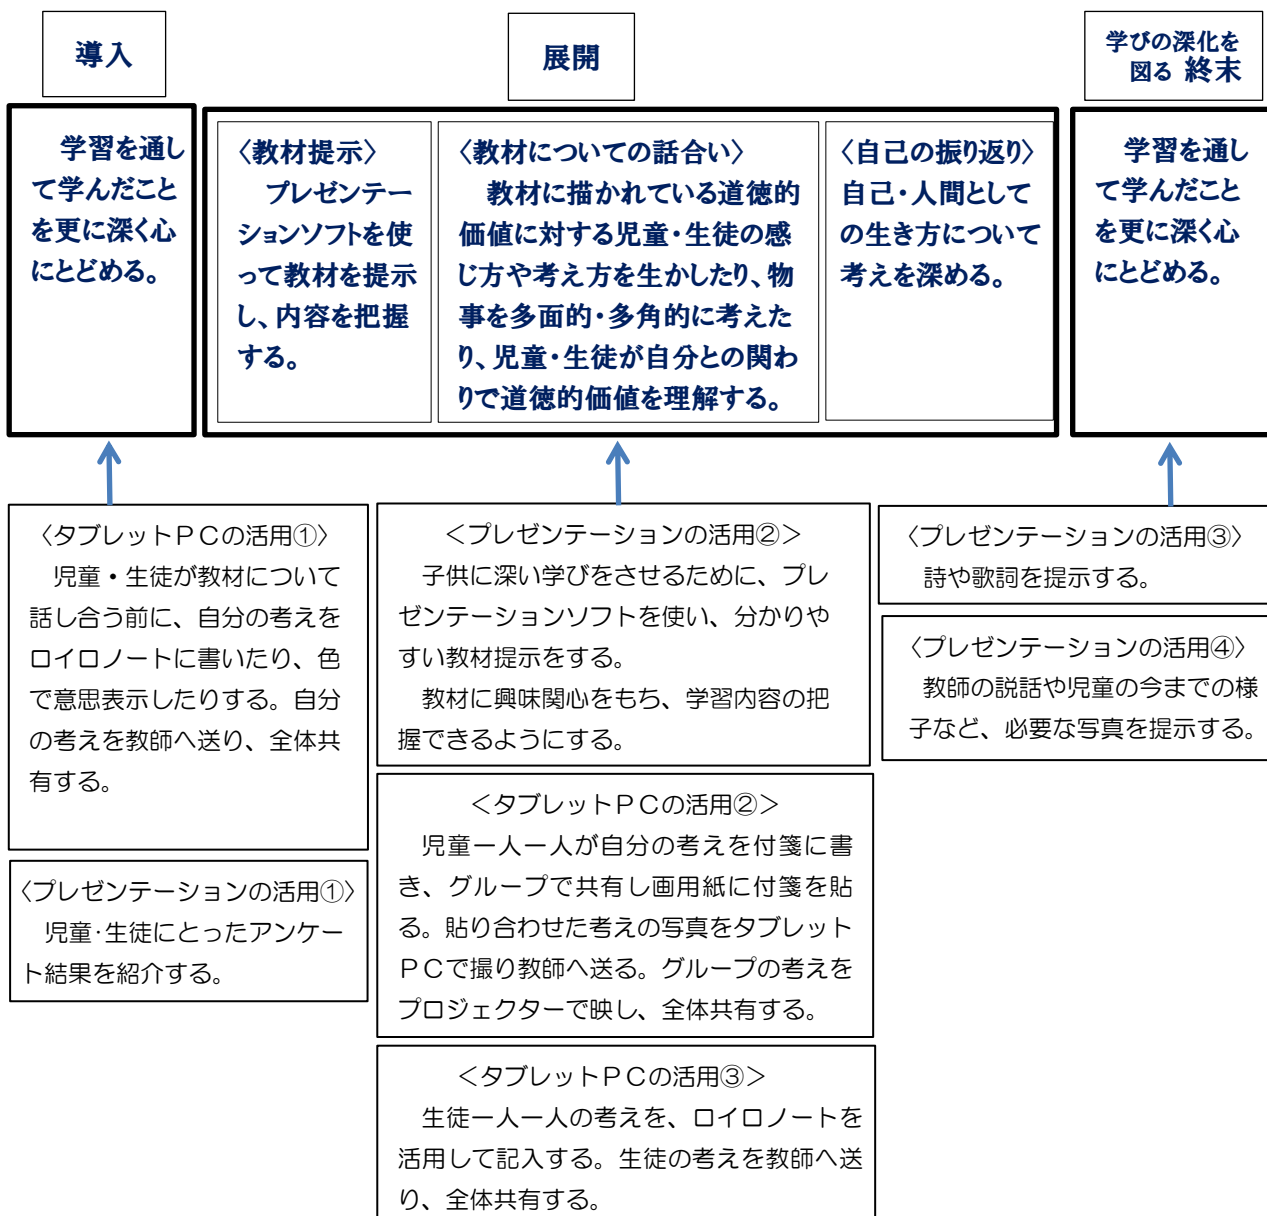 導入
展開
学びの深化を
図る 終末
学習を通し
て学んだこと
を更に深く心
にとどめる。
〈教材提示〉
プレゼンテー
ションソフトを使
って教材を提示
し、内容を把握
する。
〈教材についての話合い〉
教材に描かれている道徳的
価値に対する児童・生徒の感
じ方や考え方を生かしたり、物
事を多面的・多角的に考えた
り、児童・生徒が自分との関わ
りで道徳的価値を理解する。
〈自己の振り返り〉
自己・人間として
の生き方について
考えを深める。
学習を通し
て学んだこと
を更に深く心
にとどめる。
〈タブレットＰＣの活用①〉
児童・生徒が教材について
話し合う前に、自分の考えを
ロイロノートに書いたり、色
で意思表示したりする。自分
の考えを教師へ送り、全体共
有する。
〈プレゼンテーションの活用①〉
児童・生徒にとったアンケー
ト結果を紹介する。
＜プレゼンテーションの活用②＞
子供に深い学びをさせるために、プレ
ゼンテーションソフトを使い、分かりや
すい教材提示をする。
教材に興味関心をもち、学習内容の把
握できるようにする。
＜タブレットＰＣの活用②＞
児童一人一人が自分の考えを付箋に書
き、グループで共有し画用紙に付箋を貼
る。貼り合わせた考えの写真をタブレット
ＰＣで撮り教師へ送る。グループの考えを
プロジェクターで映し、全体共有する。
＜タブレットＰＣの活用③＞
生徒一人一人の考えを、ロイロノートを
活用して記入する。生徒の考えを教師へ送
り、全体共有する。
〈プレゼンテーションの活用③〉
詩や歌詞を提示する。
〈プレゼンテーションの活用④〉
教師の説話や児童の今までの様
子など、必要な写真を提示する。